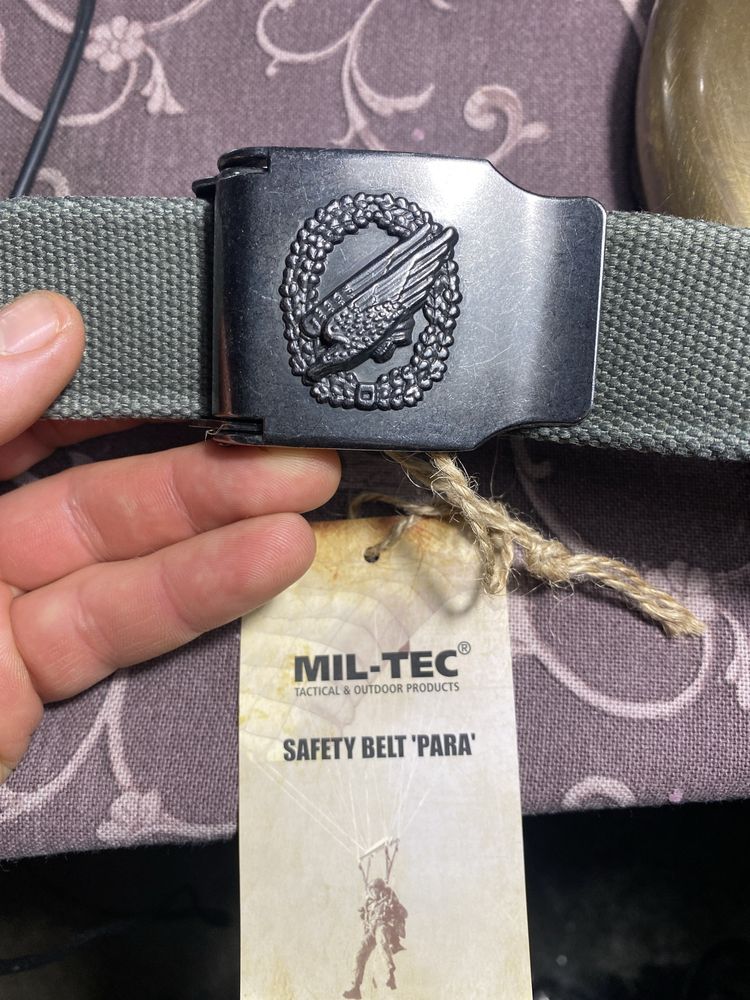 MIL-TEC®
TACTICAL & OUTDOOR PRODUCTS
SAFETY BELT 'PARA'